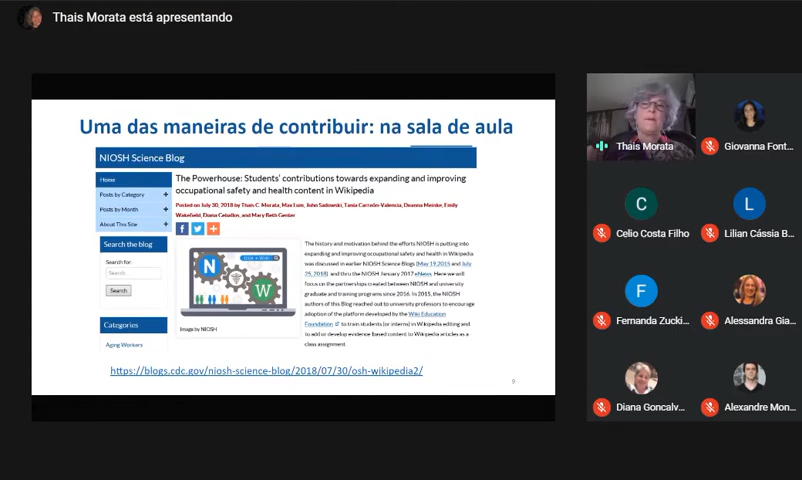 Thais Morata está apresentando
Uma das maneiras de contribuir: na sala de aula
NIOSH Science Blog
Home
Posts by Category +
Posts by Month +
About This Site +
Search the blog
Search for:
Search...
Search
Categories
Aging Workers
The Powerhouse: Students' contributions towards expanding and improving
occupational safety and health content in Wikipedia
Posted on July 30, 2018 by Thais C. Morata, Max Lum, John Sadowski, Tania Carreón-Valencia, Deanna Meinke, Emily
Wakefield, Diana Ceballos, and Mary Beth Genter
N
W
Image by NIOSH
The history and motivation behind the efforts NIOSH is putting into
expanding and improving occupational safety and health content in Wikipedia
was discussed in earlier NIOSH Science Blogs (May 19,2015 and July
25, 2018) and thru the NIOSH January 2017 eNews. Here we will
focus on the partnerships created between NIOSH and university
graduate and training programs since 2016. In 2015, the NIOSH
authors of this Blog reached out to university professors to encourage
adoption of the platform developed by the Wiki Education
Foundation to train students (or interns) in Wikipedia editing and
to add or develop evidence based content to Wikipedia articles as a
class assignment.
https://blogs.cdc.gov/niosh-science-blog/2018/07/30/osh-wikipedia2/
9
Thais Morata
Giovanna Font...
C
L
Celio Costa Filho
Lilian Cássia B...
F
Fernanda Zucki...
Alessandra Gia...
Diana Goncalv...
Alexandre Mon...